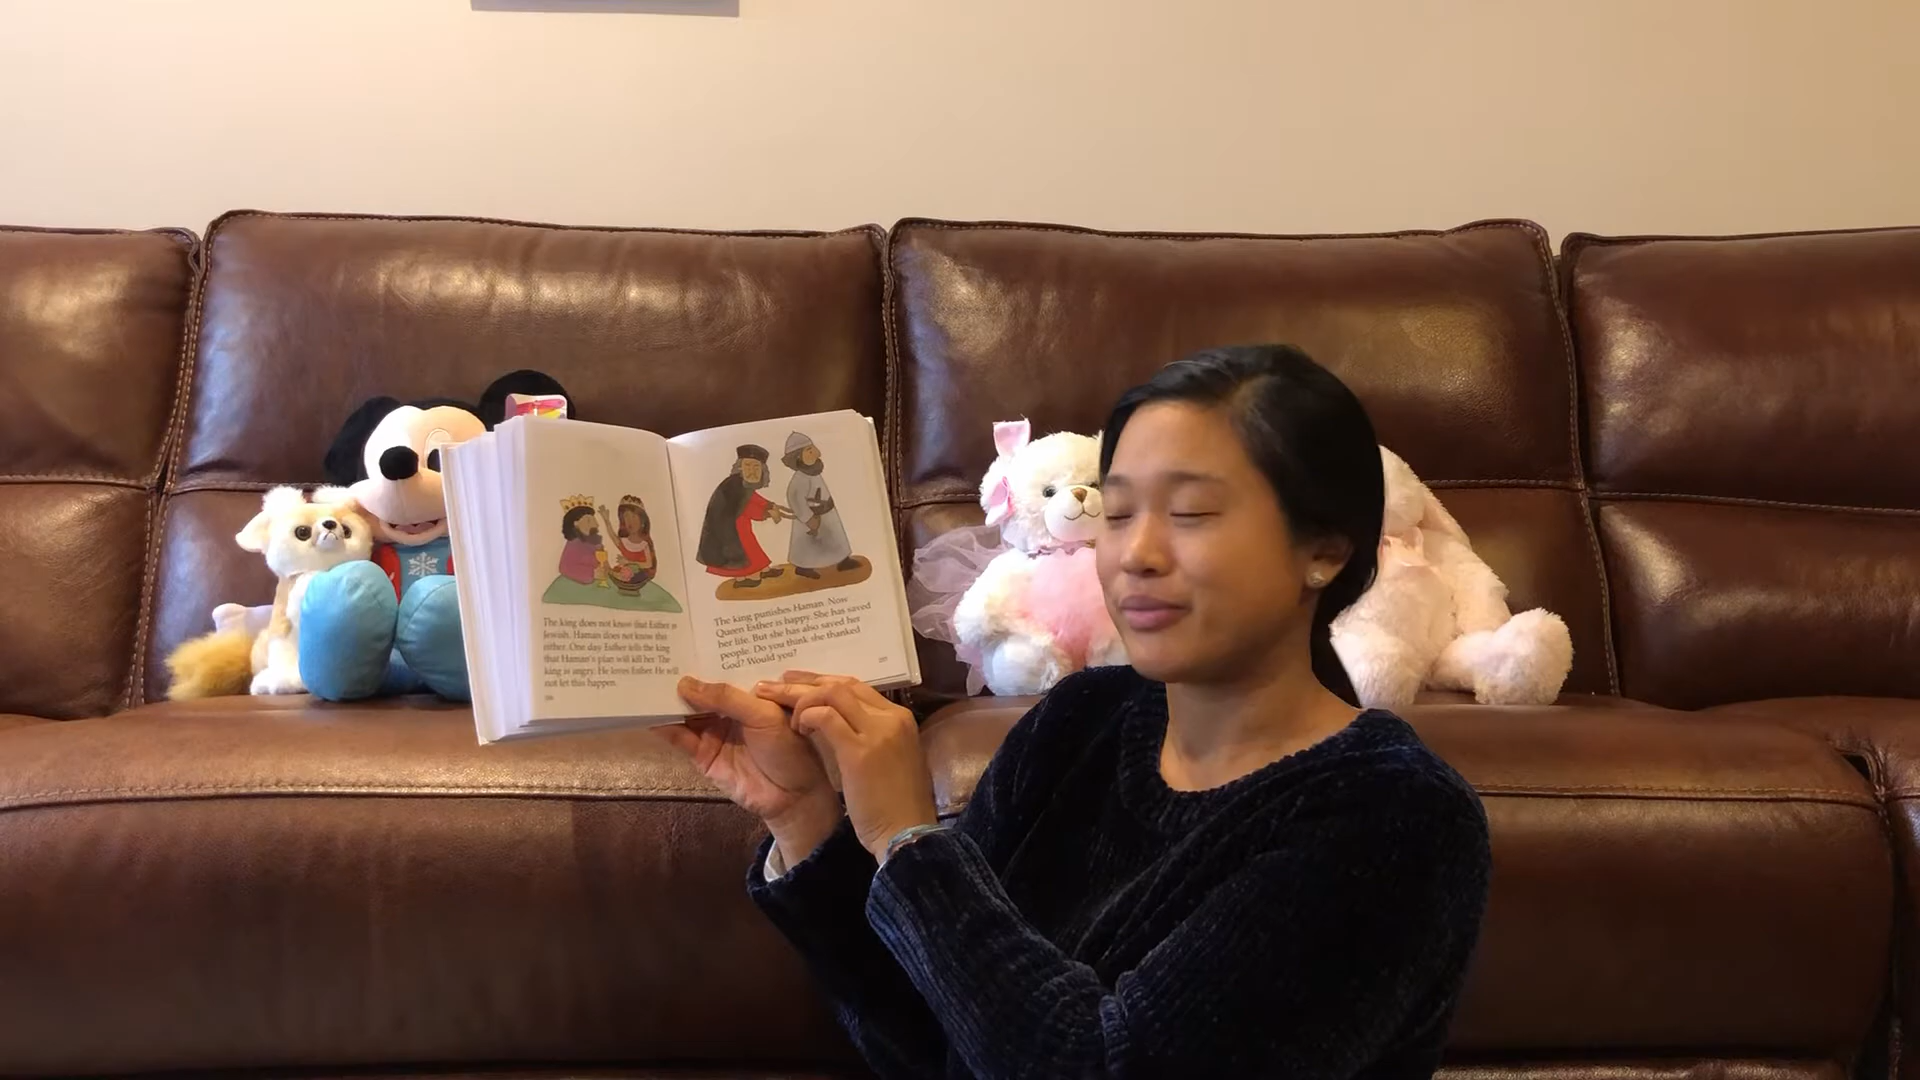 The king does not know that Esther is
Jewish. Haman does not know this
either. One day Esther tells the king
that Haman's plan will kill her. The
king is angry. He loves Esther. He will
not let this happen.
The king punishes Haman. Now
Queen Esther is happy. She has saved
her life. But she has also saved her
people. Do you think she thanked
God? Would you?